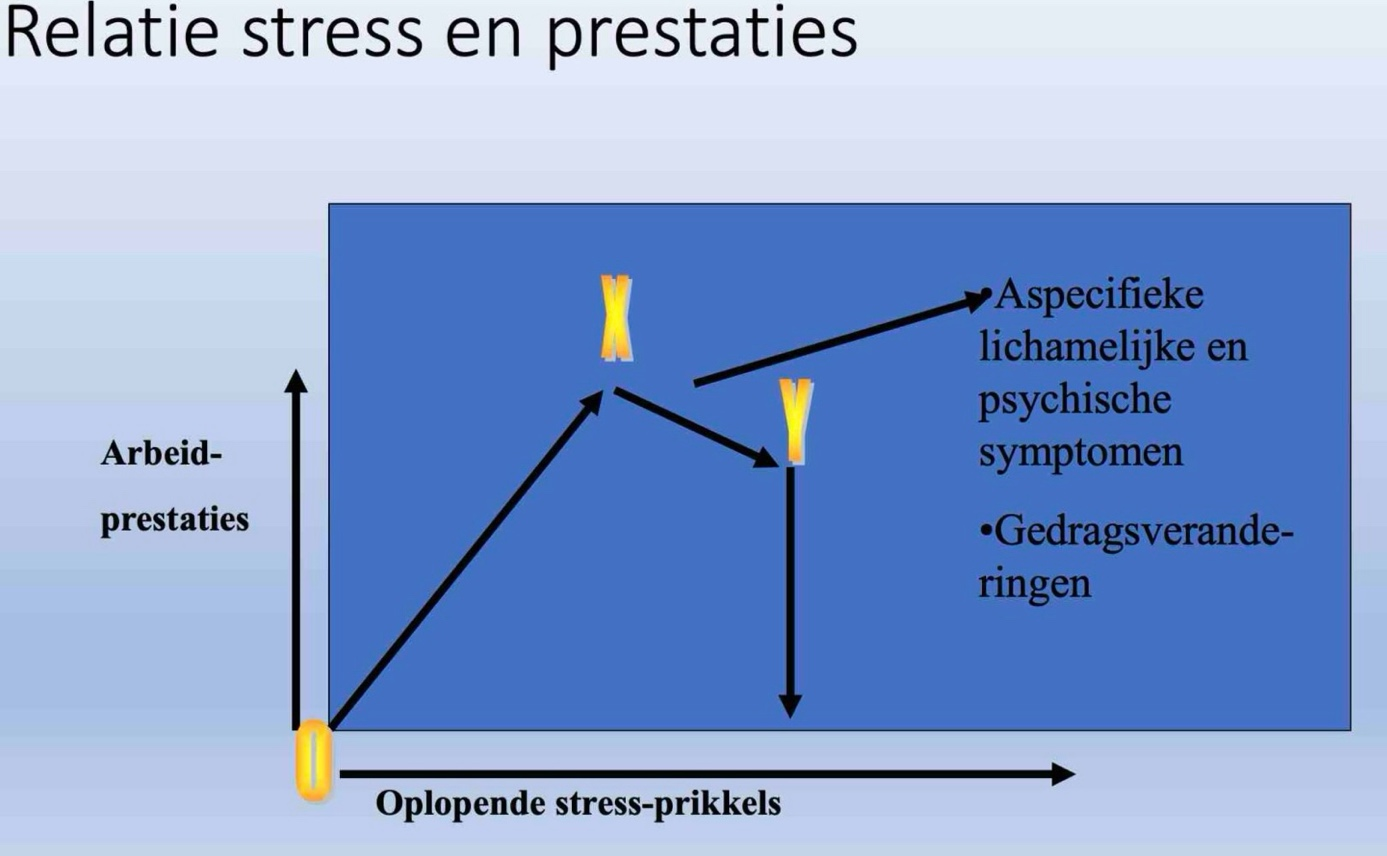 Relatie stress en prestaties
X
•Aspecifieke
lichamelijke en
psychische
symptomen
Y
•Gedragsverande-
ringen
Arbeid-
prestaties
0
Oplopende stress-prikkels